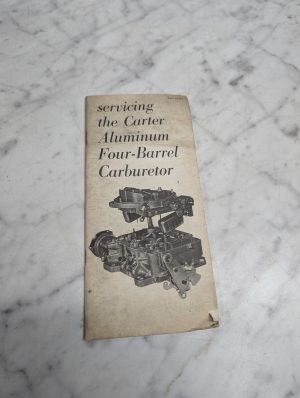 servicing
the Carter
Aluminum
Four-Barrel
Carburetor